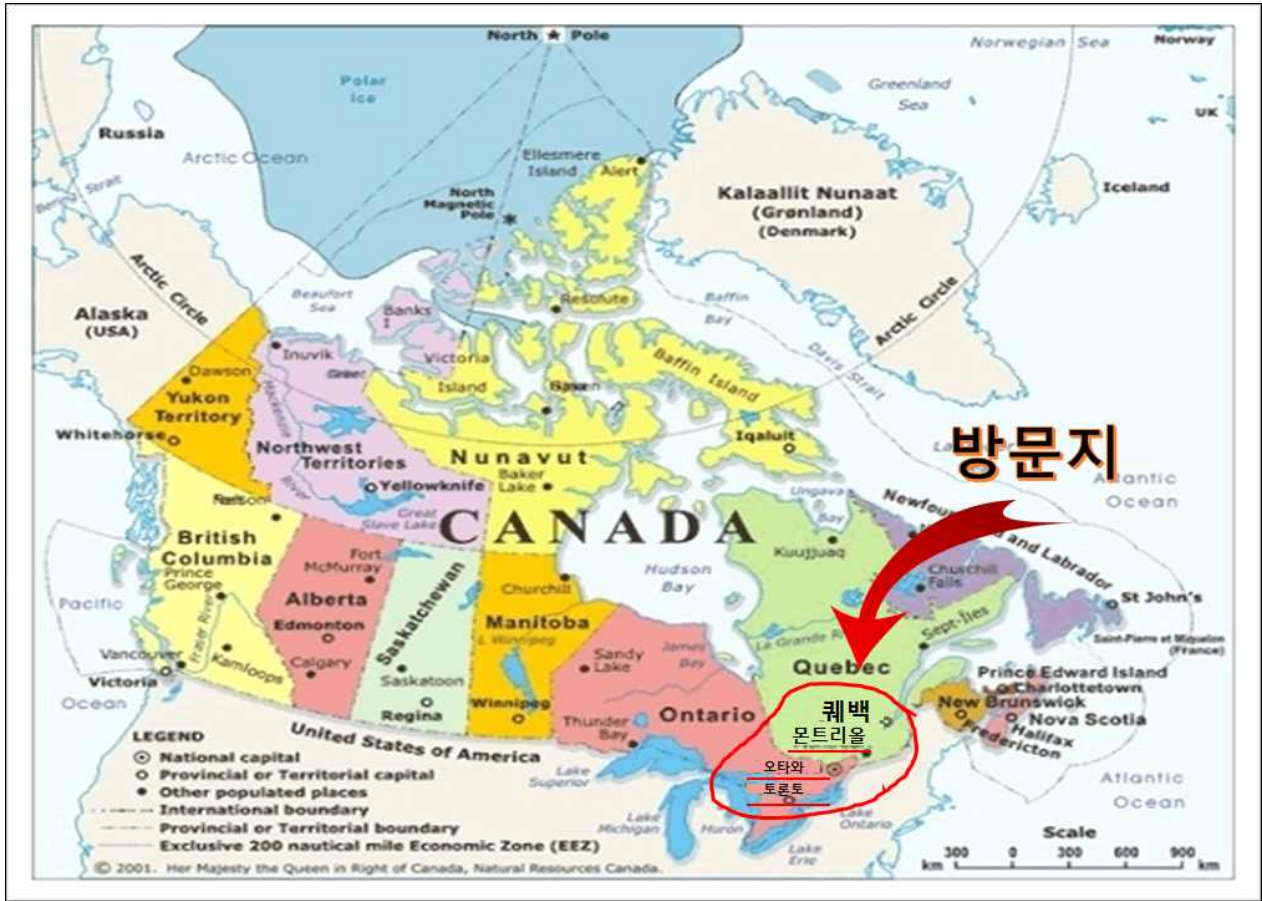 North ★ Pole
Norwegian Sea
Norway
Polar
Ice
Greenland
Sea
UK
Russia
Arctic Ocean
Ellesmere
Island
Alert
Bering Strait
North
Magnetic
Pole
Kalaallit Nunaat
(Grønland)
(Denmark)
Iceland
Arctic Circle
Beaufort
Sea
Banks
I
Resolute
Baffin
Bay
Arctic Circle
Alaska
(USA)
Inuvik
Victoria
Island
Baffin Island
Davis Strait
Dawson
Yukon
Territory
Mackenzie
River
Whitehorse
Northwest
Territories
Nunavut
Baker
Lake
Iqaluit
방문지
Yellowknife
Great
Slave Lake
CANADA
Ungava
Bay
Atlantic
Ocean
Newfoundland and Labrador
British
Columbia
Prince
George
Fort
McMurray
Kuujjuaq
Hudson
Bay
Churchill
Falls
Churchill
Alberta
Saskatchewan
Manitoba
L Winnipeg
St John's
Pacific
Ocean
Fraser River
Edmonton
Sept-Îles
Saint-Pierre et Miquelon
(France)
Vancouver
Victoria
Kamloops
Calgary
Saskatoon
Sandy
Lake
James
Bay
La Grande
Quebec
Prince Edward Island
Charlottetown
Regina
Winnipeg
Thunder
Bay
Ontario
퀘백
몬트리올
New Brunswick
Fredericton
Nova Scotia
Halifax
United States of America
오타와
토론토
LEGEND
National capital
Provincial or Territorial capital
Other populated places
International boundary
Provincial or Territorial boundary
Exclusive 200 nautical mile Economic Zone (EEZ)
Lake
Superior
Lake
Michigan
Huron
Lake
Ontario
Lake
Erie
Atlantic
Ocean
Scale
km 300 0 300 600 900 km
© 2001. Her Majesty the Queen in Right of Canada, Natural Resources Canada.